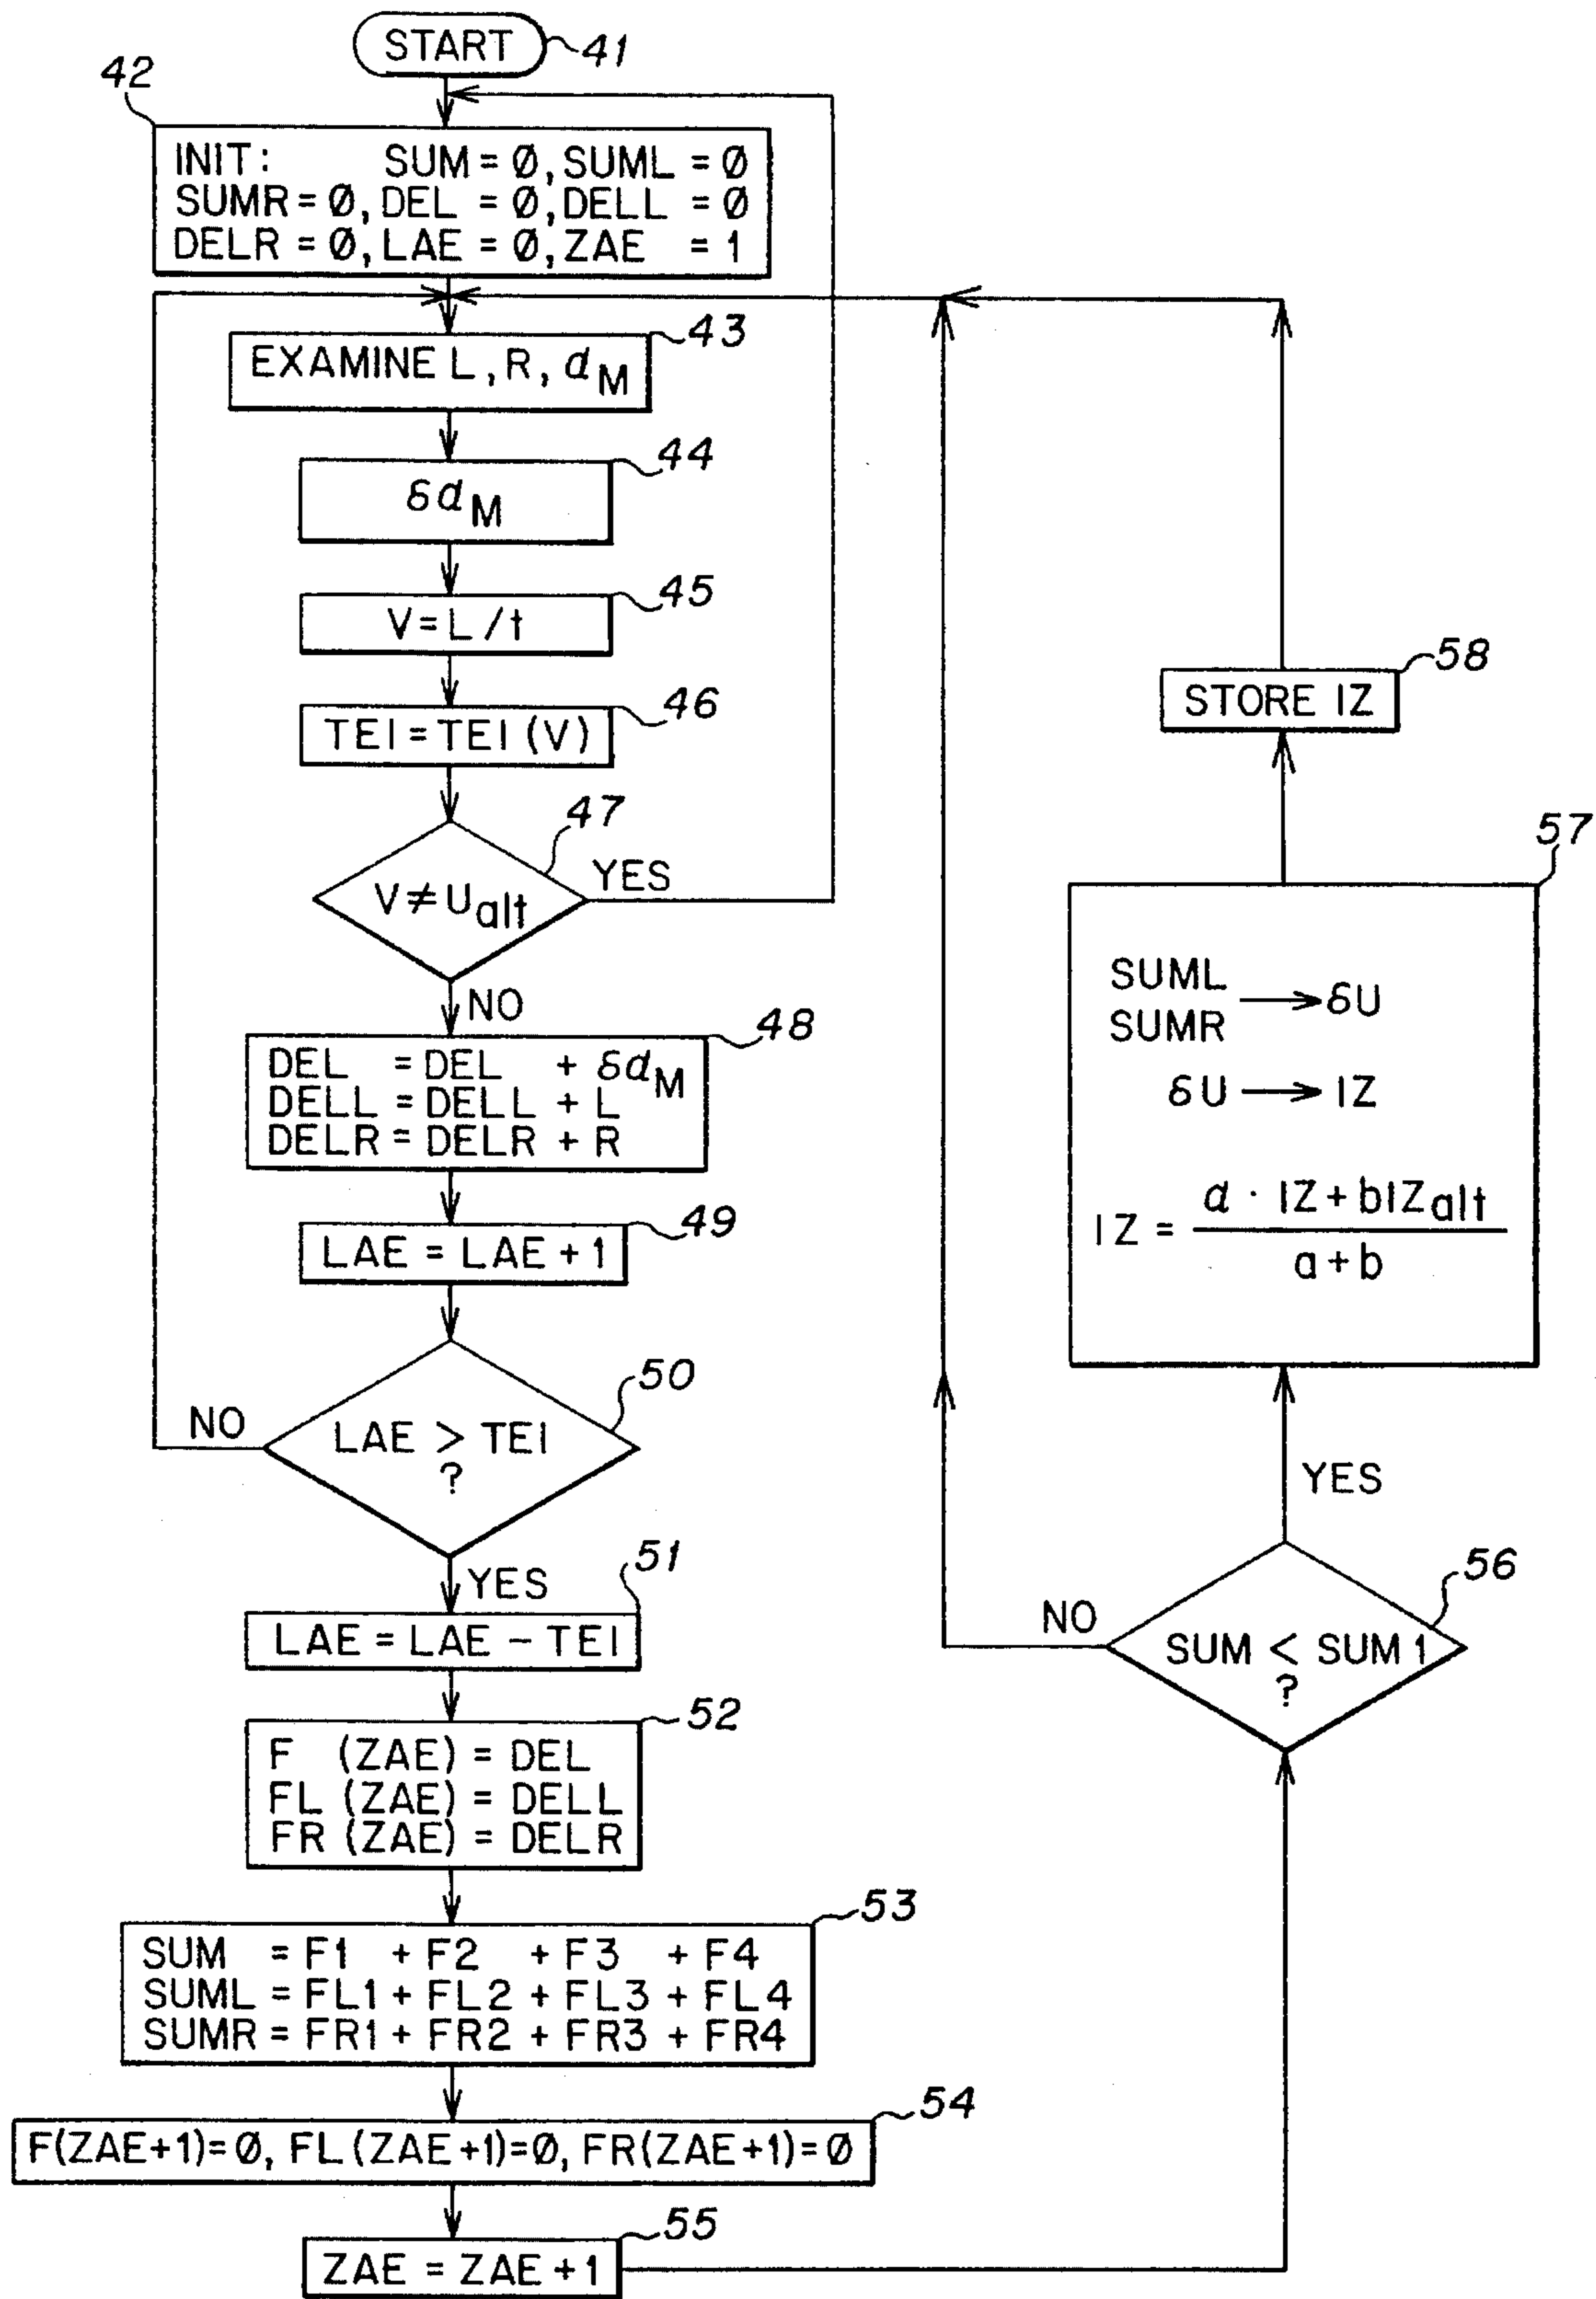 START
41
42
INIT: SUM = Ø, SUML = Ø
SUMR = Ø, DEL = Ø, DELL = Ø
DELR = Ø, LAE = Ø, ZAE = 1
43
EXAMINE L, R, dM
44
δdM
45
V = L / t
46
TEI = TEI (V)
47
V ≠ Ualt
YES
NO
48
DEL = DEL + δdM
DELL = DELL + L
DELR = DELR + R
49
LAE = LAE + 1
50
LAE > TEI
?
NO
YES
51
LAE = LAE - TEI
52
F (ZAE) = DEL
FL (ZAE) = DELL
FR (ZAE) = DELR
53
SUM = F1 + F2 + F3 + F4
SUML = FL1 + FL2 + FL3 + FL4
SUMR = FR1 + FR2 + FR3 + FR4
54
F(ZAE+1)=Ø, FL(ZAE+1)=Ø, FR(ZAE+1)=Ø
55
ZAE = ZAE + 1
56
SUM < SUM 1
?
NO
YES
57
SUML
SUMR → δU
δU → IZ
IZ = d · IZ + bIZalt
a + b
58
STORE IZ